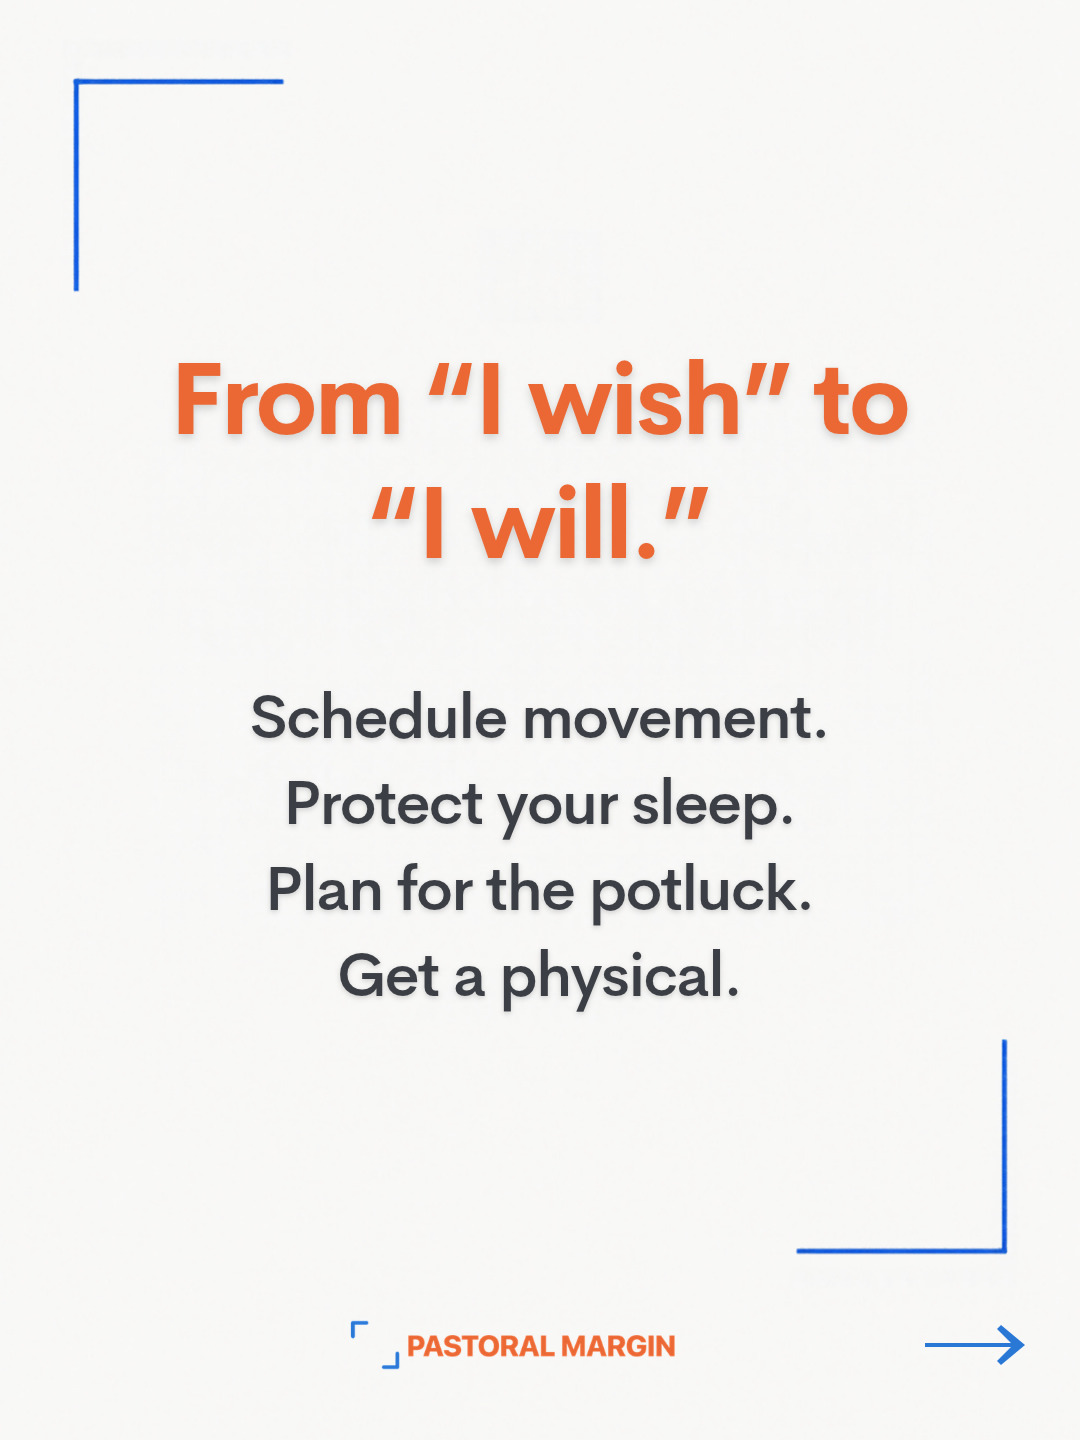 From “I wish” to
“I will.”
Schedule movement.
Protect your sleep.
Plan for the potluck.
Get a physical.
PASTORAL MARGIN